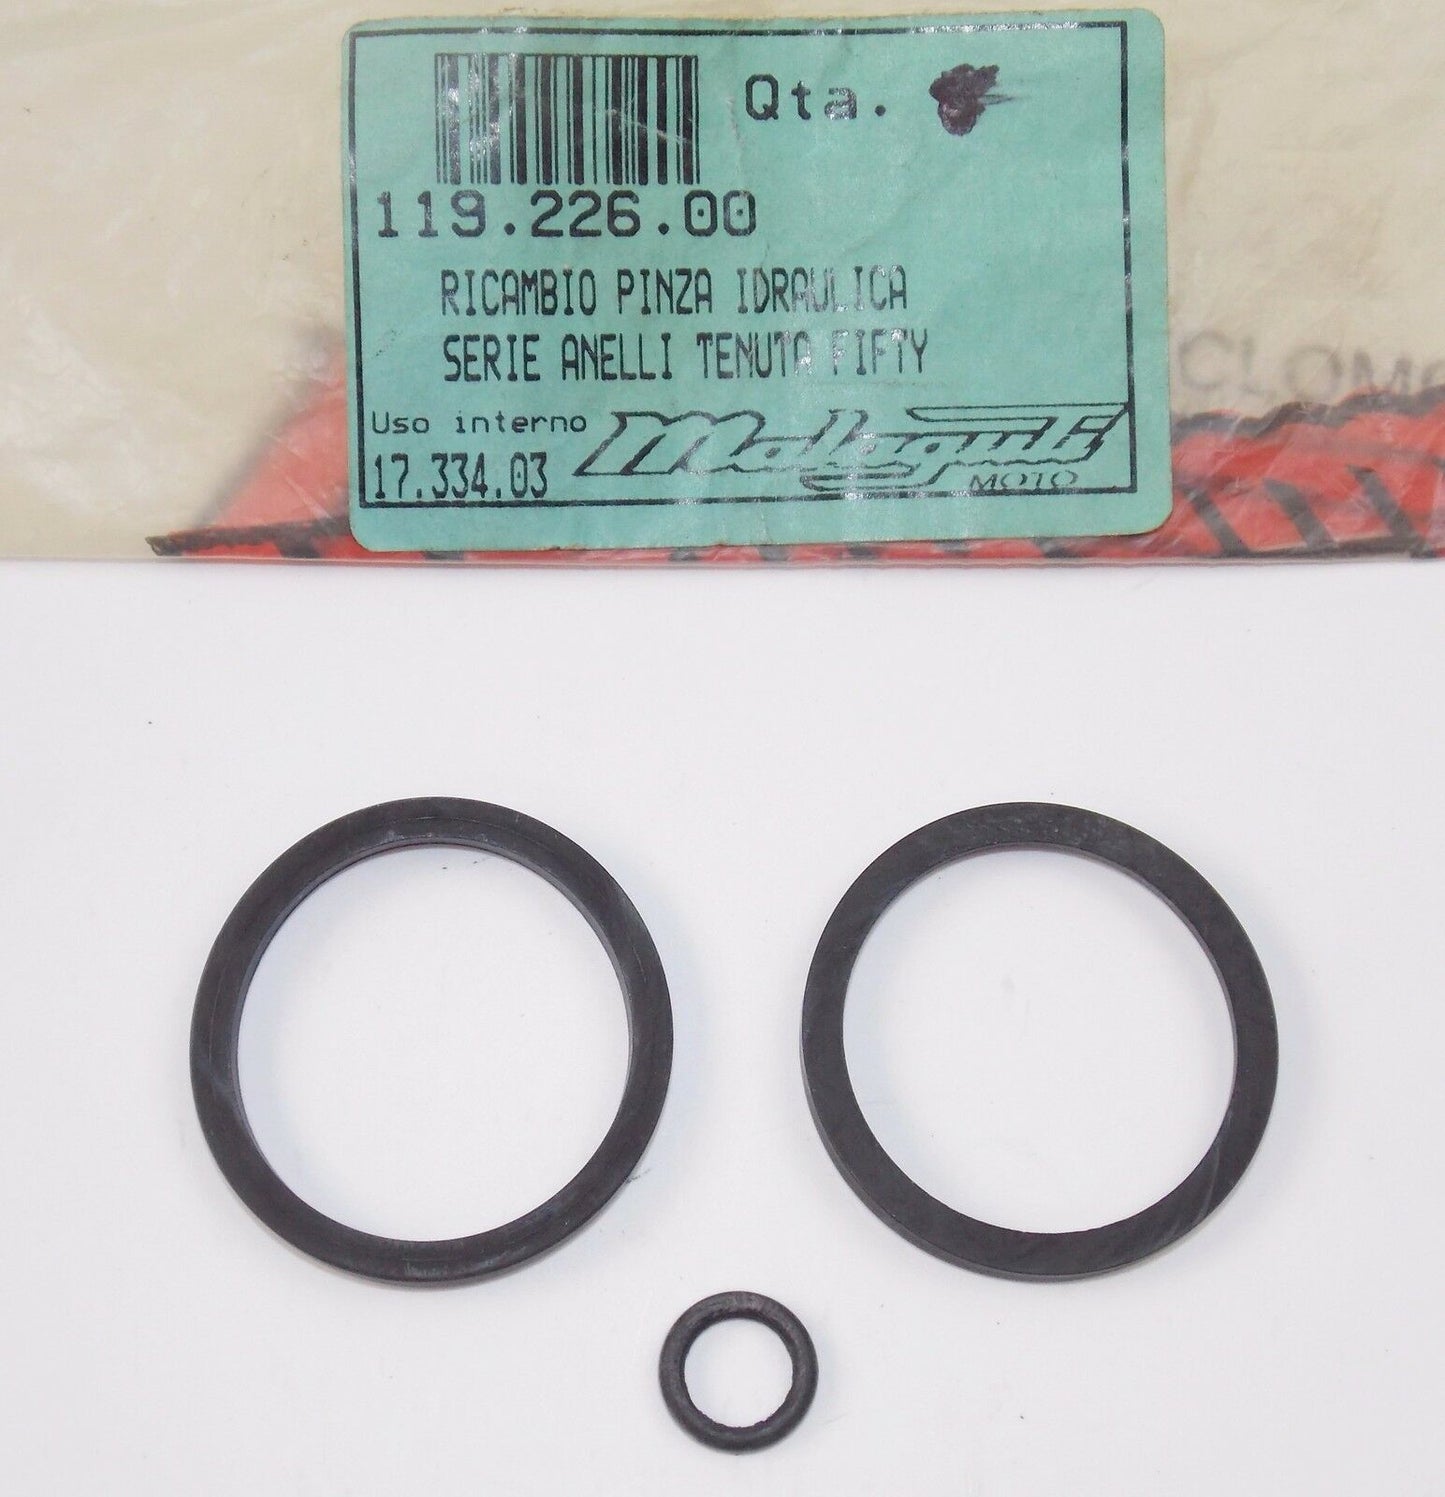 Qta.
119.226.00
RICAMBIO PINZA IDRAULICA
SERIE ANELLI TENUTA FIFTY
Uso interno
17.334.03
Malaguti
MOTO